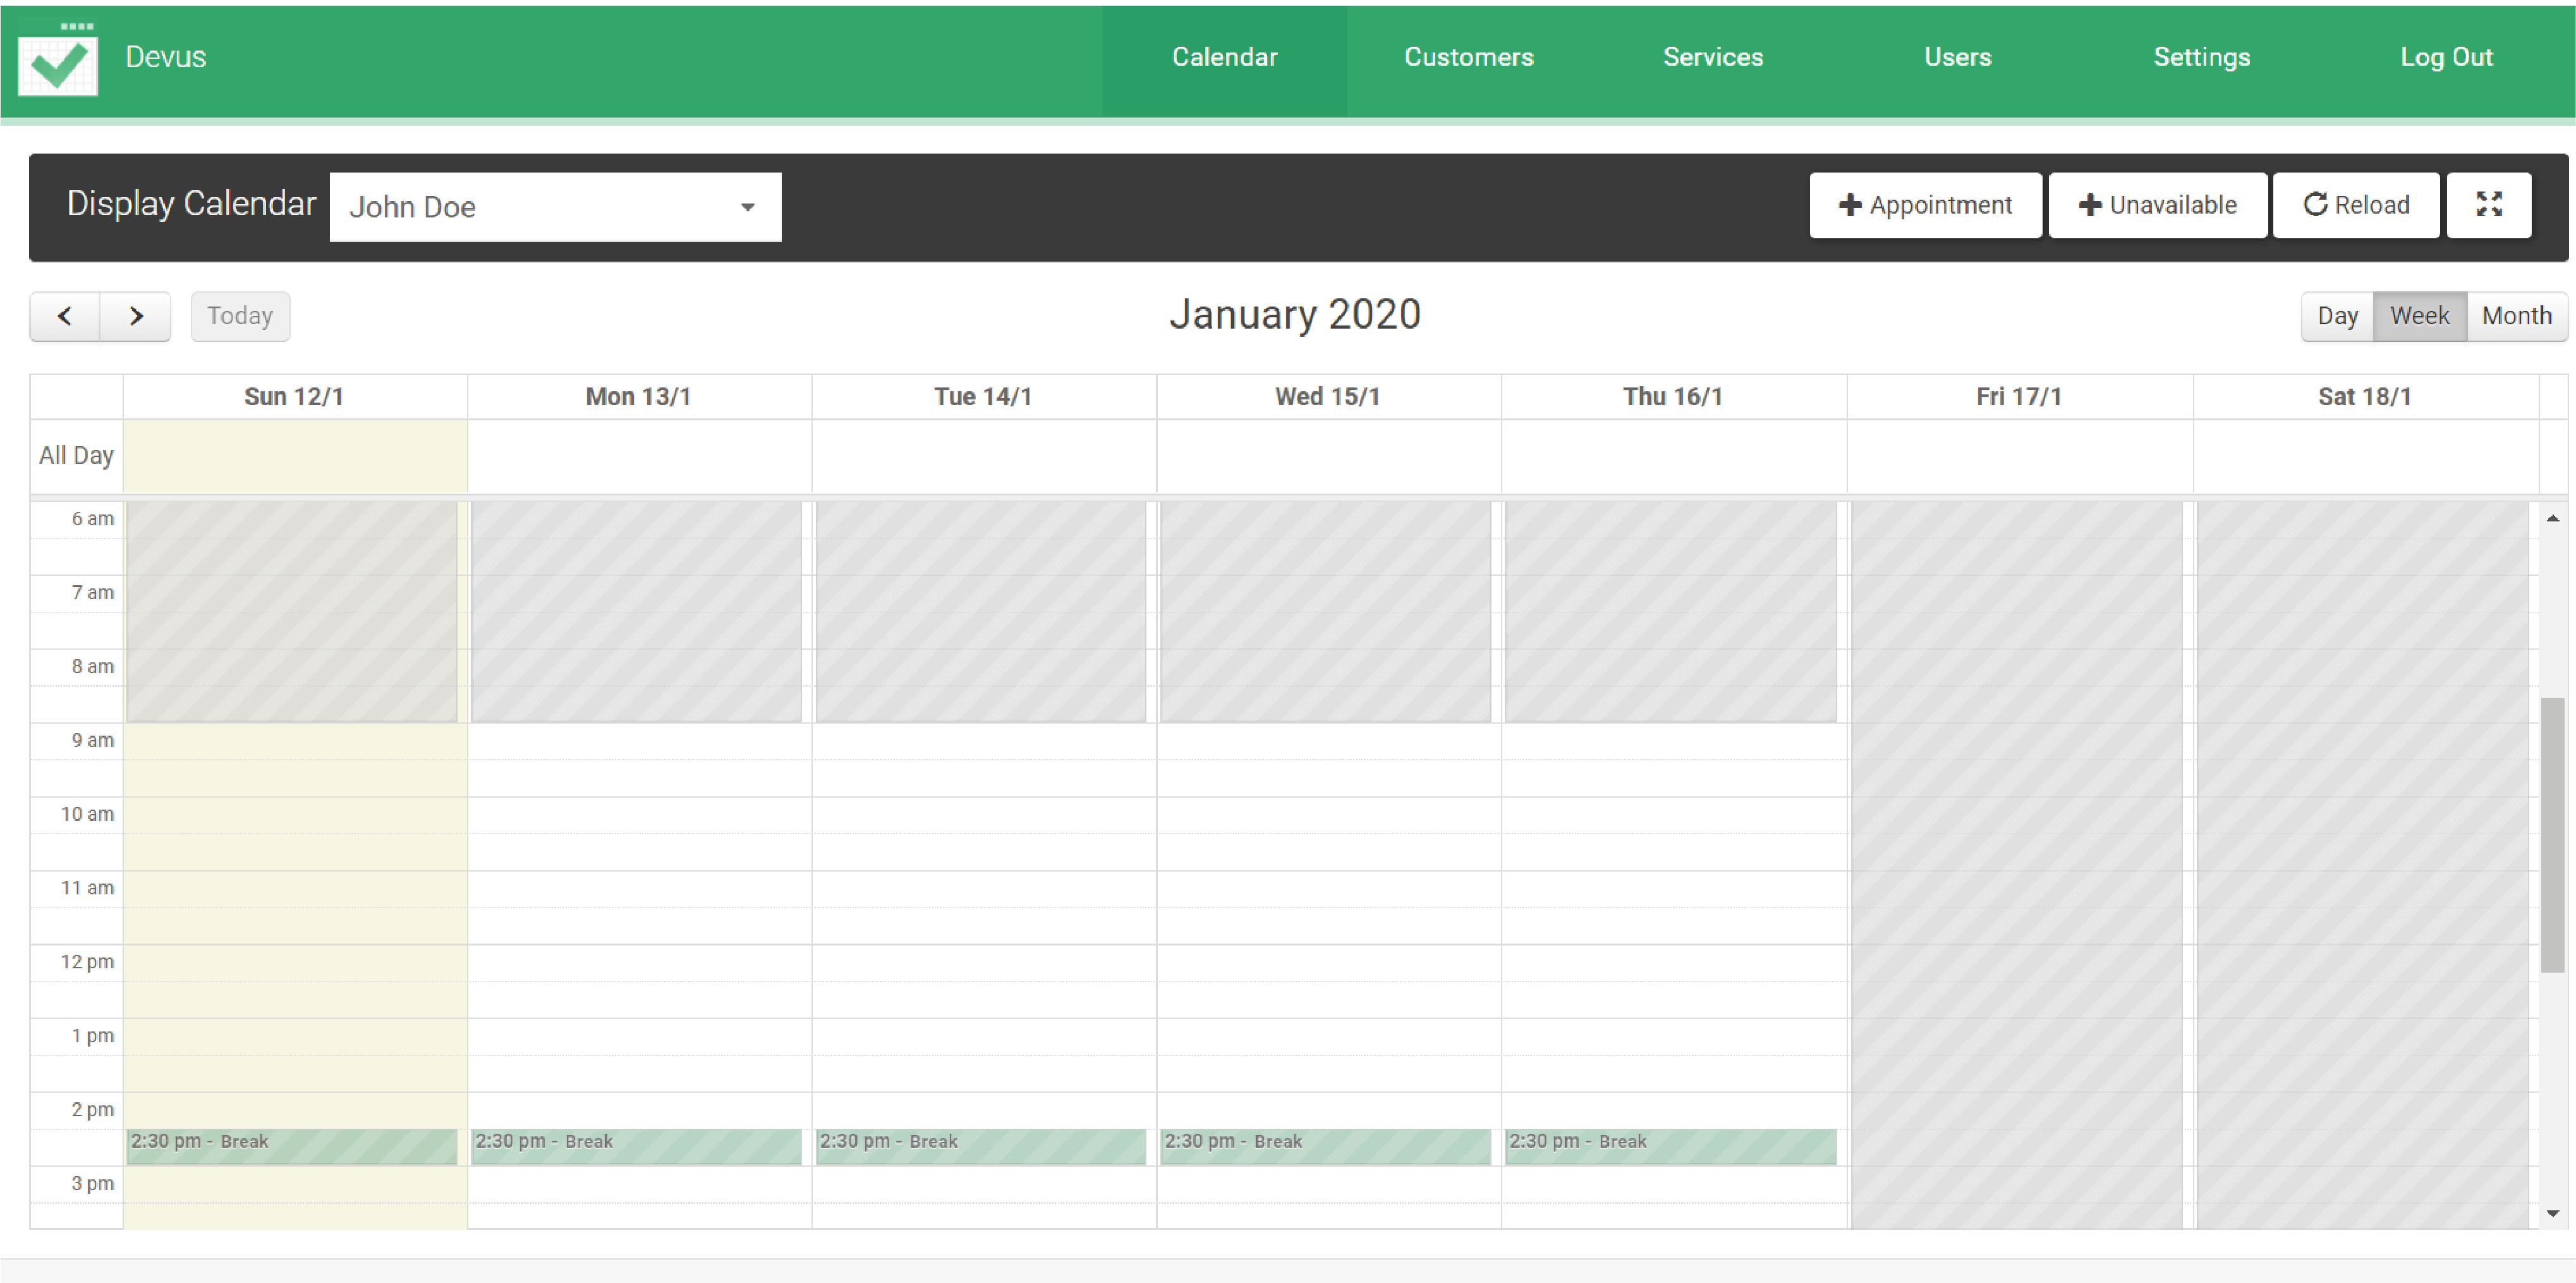 Devus Calendar Customers Services Users Settings Log Out
Display Calendar John Doe Appointment Unavailable Reload
Today January 2020 Day Week Month
Sun 12/1 Mon 13/1 Tue 14/1 Wed 15/1 Thu 16/1 Fri 17/1 Sat 18/1
All Day
6 am
7 am
8 am
9 am
10 am
11 am
12 pm
1 pm
2 pm
2:30 pm - Break 2:30 pm - Break 2:30 pm - Break 2:30 pm - Break 2:30 pm - Break
3 pm